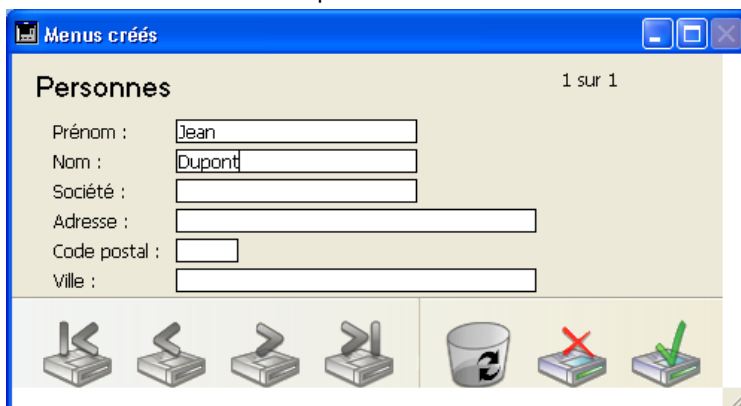 Menus créés
Personnes
1 sur 1
Prénom : Jean
Nom : Dupont
Société :
Adresse :
Code postal :
Ville :